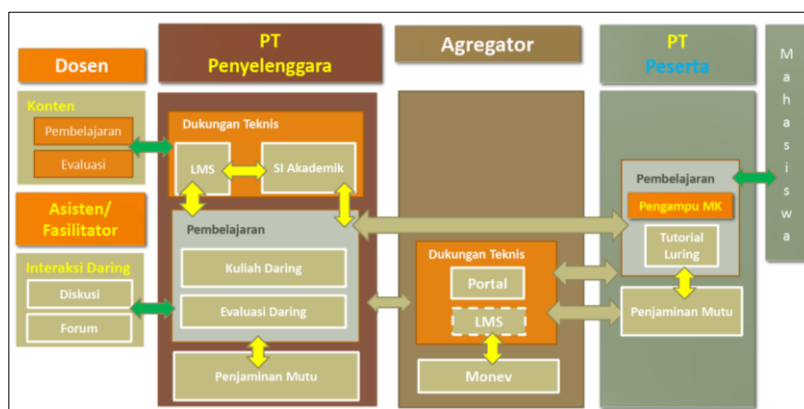 Dosen
Konten
Pembelajaran
Evaluasi
Asisten/
Fasilitator
Interaksi Daring
Diskusi
Forum
PT
Penyelenggara
Dukungan Teknis
LMS
SI Akademik
Pembelajaran
Kuliah Daring
Evaluasi Daring
Penjaminan Mutu
Agregator
Dukungan Teknis
Portal
LMS
Monev
PT
Peserta
Pembelajaran
Pengampu MK
Tutorial
Luring
Penjaminan Mutu
M
a
h
a
s
i
s
w
a